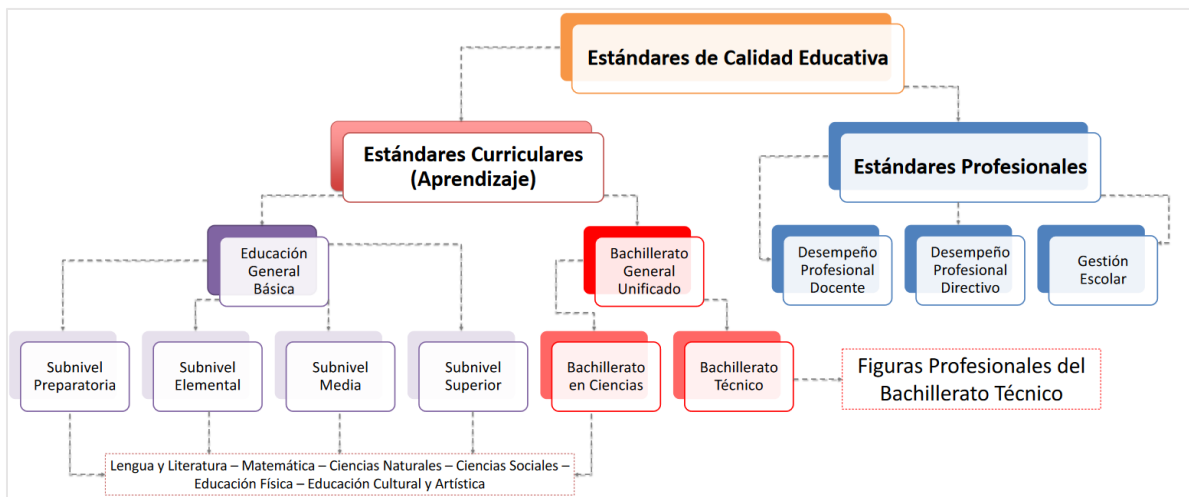 Estándares de Calidad Educativa
Estándares Curriculares
(Aprendizaje)
Estándares Profesionales
Educación
General
Básica
Bachillerato
General
Unificado
Desempeño
Profesional
Docente
Desempeño
Profesional
Directivo
Gestión
Escolar
Subnivel
Preparatoria
Subnivel
Elemental
Subnivel
Media
Subnivel
Superior
Bachillerato
en Ciencias
Bachillerato
Técnico
Figuras Profesionales del
Bachillerato Técnico
Lengua y Literatura – Matemática – Ciencias Naturales – Ciencias Sociales –
Educación Física – Educación Cultural y Artística